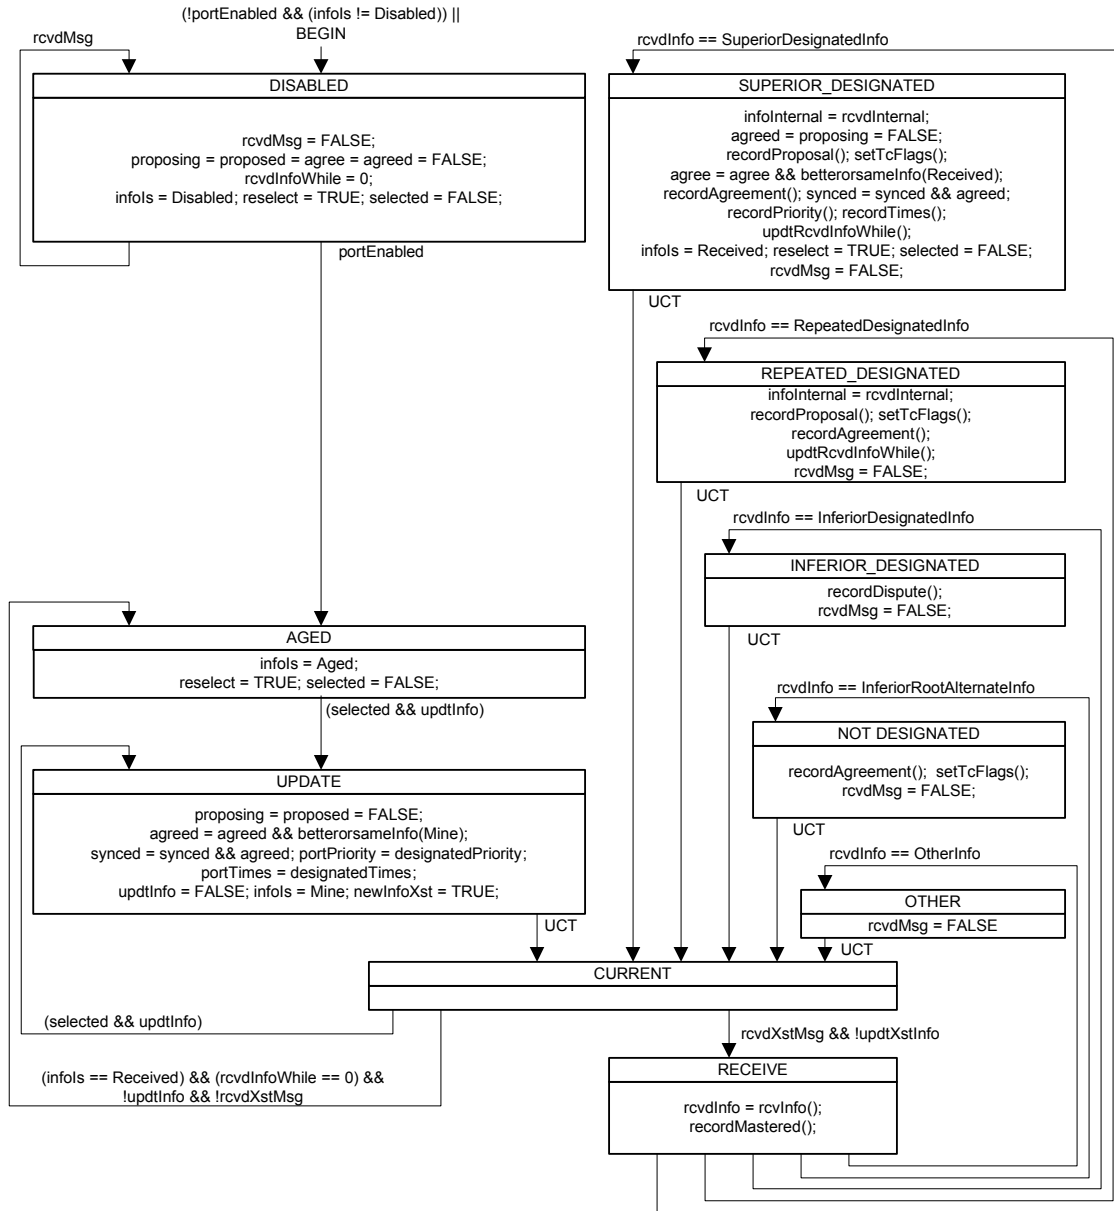 (!portEnabled && (infoIs != Disabled)) ||
BEGIN
rcvdMsg
DISABLED
rcvdMsg = FALSE;
proposing = proposed = agree = agreed = FALSE;
rcvdInfoWhile = 0;
infoIs = Disabled; reselect = TRUE; selected = FALSE;
portEnabled
AGED
infoIs = Aged;
reselect = TRUE; selected = FALSE;
(selected && updtInfo)
UPDATE
proposing = proposed = FALSE;
agreed = agreed && betterorsameInfo(Mine);
synced = synced && agreed; portPriority = designatedPriority;
portTimes = designatedTimes;
updtInfo = FALSE; infoIs = Mine; newInfoXst = TRUE;
UCT
rcvdInfo == SuperiorDesignatedInfo
SUPERIOR_DESIGNATED
infoInternal = rcvdInternal;
agreed = proposing = FALSE;
recordProposal(); setTcFlags();
agree = agree && betterorsameInfo(Received);
recordAgreement(); synced = synced && agreed;
recordPriority(); recordTimes();
updtRcvdInfoWhile();
infoIs = Received; reselect = TRUE; selected = FALSE;
rcvdMsg = FALSE;
UCT
rcvdInfo == RepeatedDesignatedInfo
REPEATED_DESIGNATED
infoInternal = rcvdInternal;
recordProposal(); setTcFlags();
recordAgreement();
updtRcvdInfoWhile();
rcvdMsg = FALSE;
UCT
rcvdInfo == InferiorDesignatedInfo
INFERIOR_DESIGNATED
recordDispute();
rcvdMsg = FALSE;
UCT
rcvdInfo == InferiorRootAlternateInfo
NOT DESIGNATED
recordAgreement(); setTcFlags();
rcvdMsg = FALSE;
UCT
rcvdInfo == OtherInfo
OTHER
rcvdMsg = FALSE
UCT
CURRENT
(selected && updtInfo)
(infoIs == Received) && (rcvdInfoWhile == 0) &&
!updtInfo && !rcvdXstMsg
rcvdXstMsg && !updtXstInfo
RECEIVE
rcvdInfo = rcvInfo();
recordMastered();